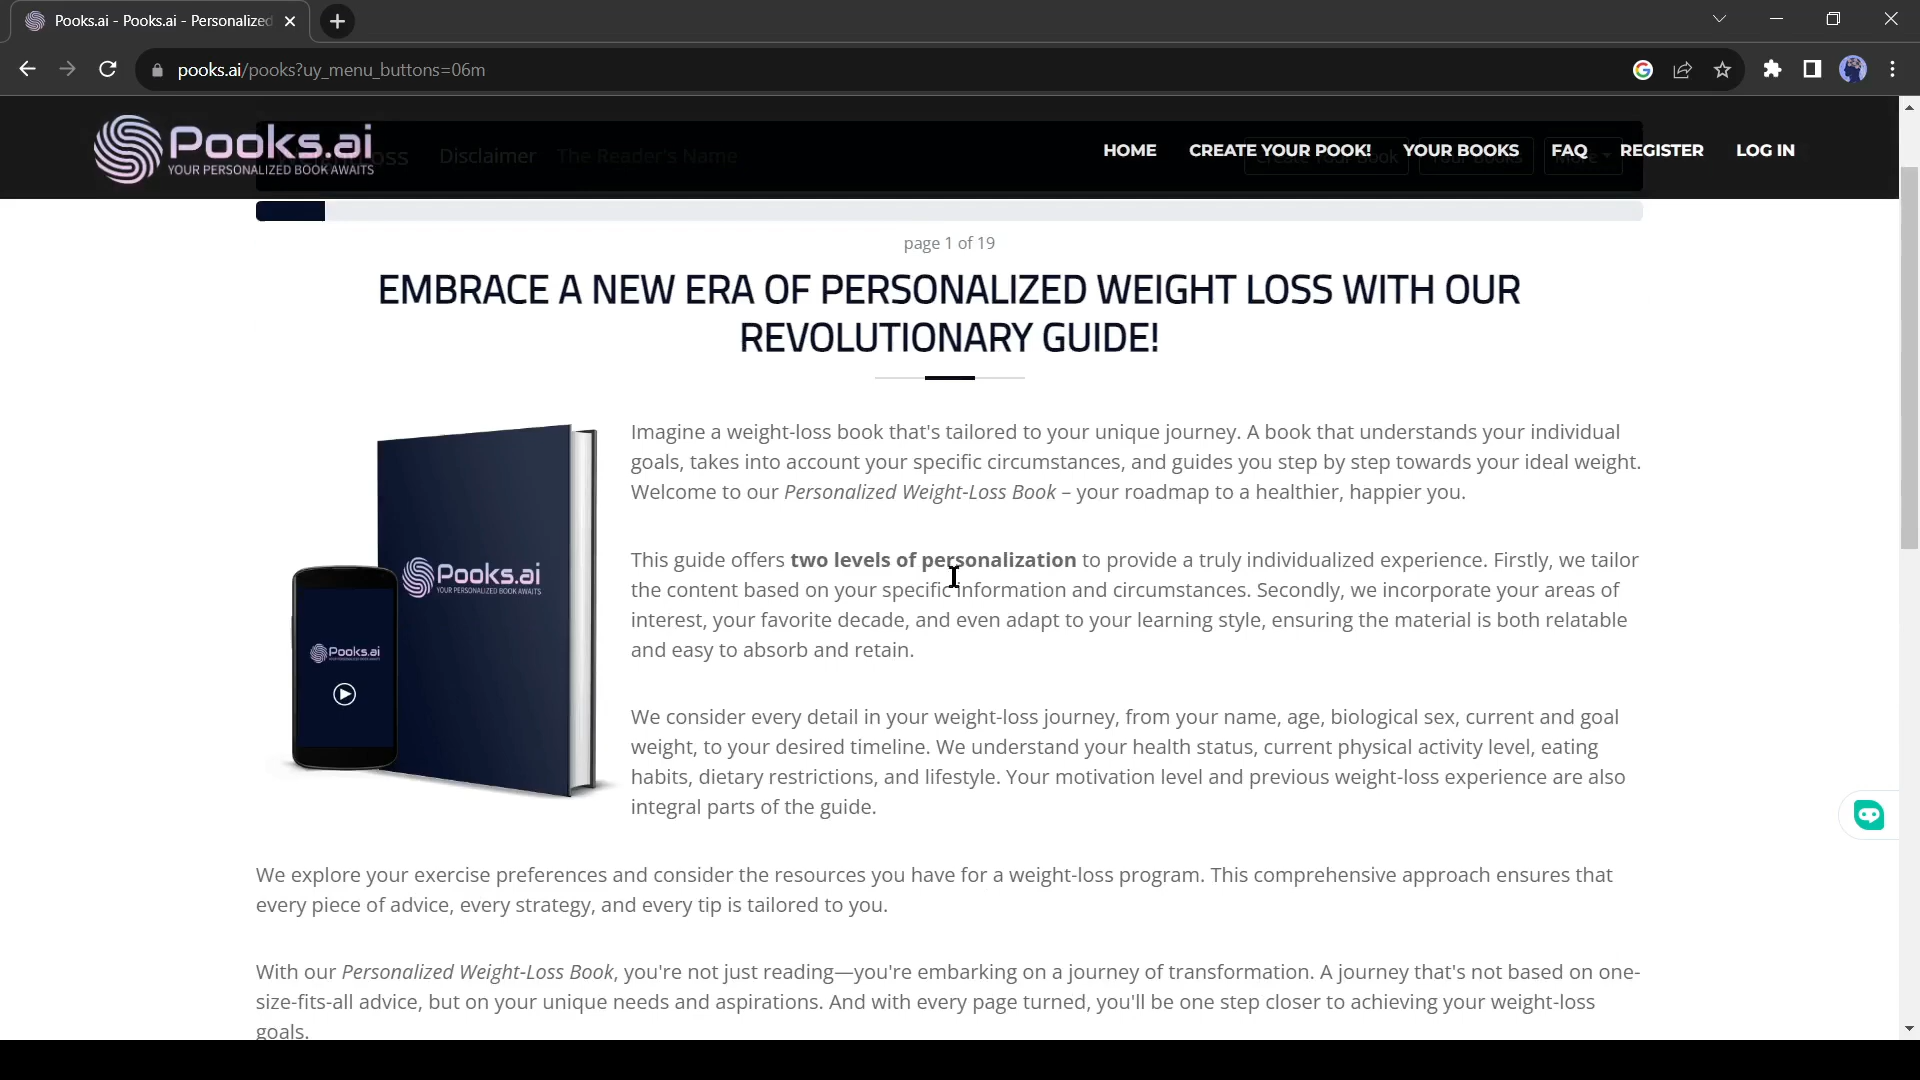 Pooks.ai - Pooks.ai - Personalized
pooks.ai/pooks?uy_menu_buttons=06m
Pooks.ai
YOUR PERSONALIZED BOOK AWAITS
Disclaimer The Reader's Name
HOME CREATE YOUR POOK! YOUR BOOKS FAQ REGISTER LOG IN
page 1 of 19
EMBRACE A NEW ERA OF PERSONALIZED WEIGHT LOSS WITH OUR
REVOLUTIONARY GUIDE!
Pooks.ai
YOUR PERSONALIZED BOOK AWAITS
Pooks.ai
Imagine a weight-loss book that's tailored to your unique journey. A book that understands your individual
goals, takes into account your specific circumstances, and guides you step by step towards your ideal weight.
Welcome to our Personalized Weight-Loss Book – your roadmap to a healthier, happier you.
This guide offers two levels of personalization to provide a truly individualized experience. Firstly, we tailor
the content based on your specific information and circumstances. Secondly, we incorporate your areas of
interest, your favorite decade, and even adapt to your learning style, ensuring the material is both relatable
and easy to absorb and retain.
We consider every detail in your weight-loss journey, from your name, age, biological sex, current and goal
weight, to your desired timeline. We understand your health status, current physical activity level, eating
habits, dietary restrictions, and lifestyle. Your motivation level and previous weight-loss experience are also
integral parts of the guide.
We explore your exercise preferences and consider the resources you have for a weight-loss program. This comprehensive approach ensures that
every piece of advice, every strategy, and every tip is tailored to you.
With our Personalized Weight-Loss Book, you're not just reading—you're embarking on a journey of transformation. A journey that's not based on one-
size-fits-all advice, but on your unique needs and aspirations. And with every page turned, you'll be one step closer to achieving your weight-loss
goals.